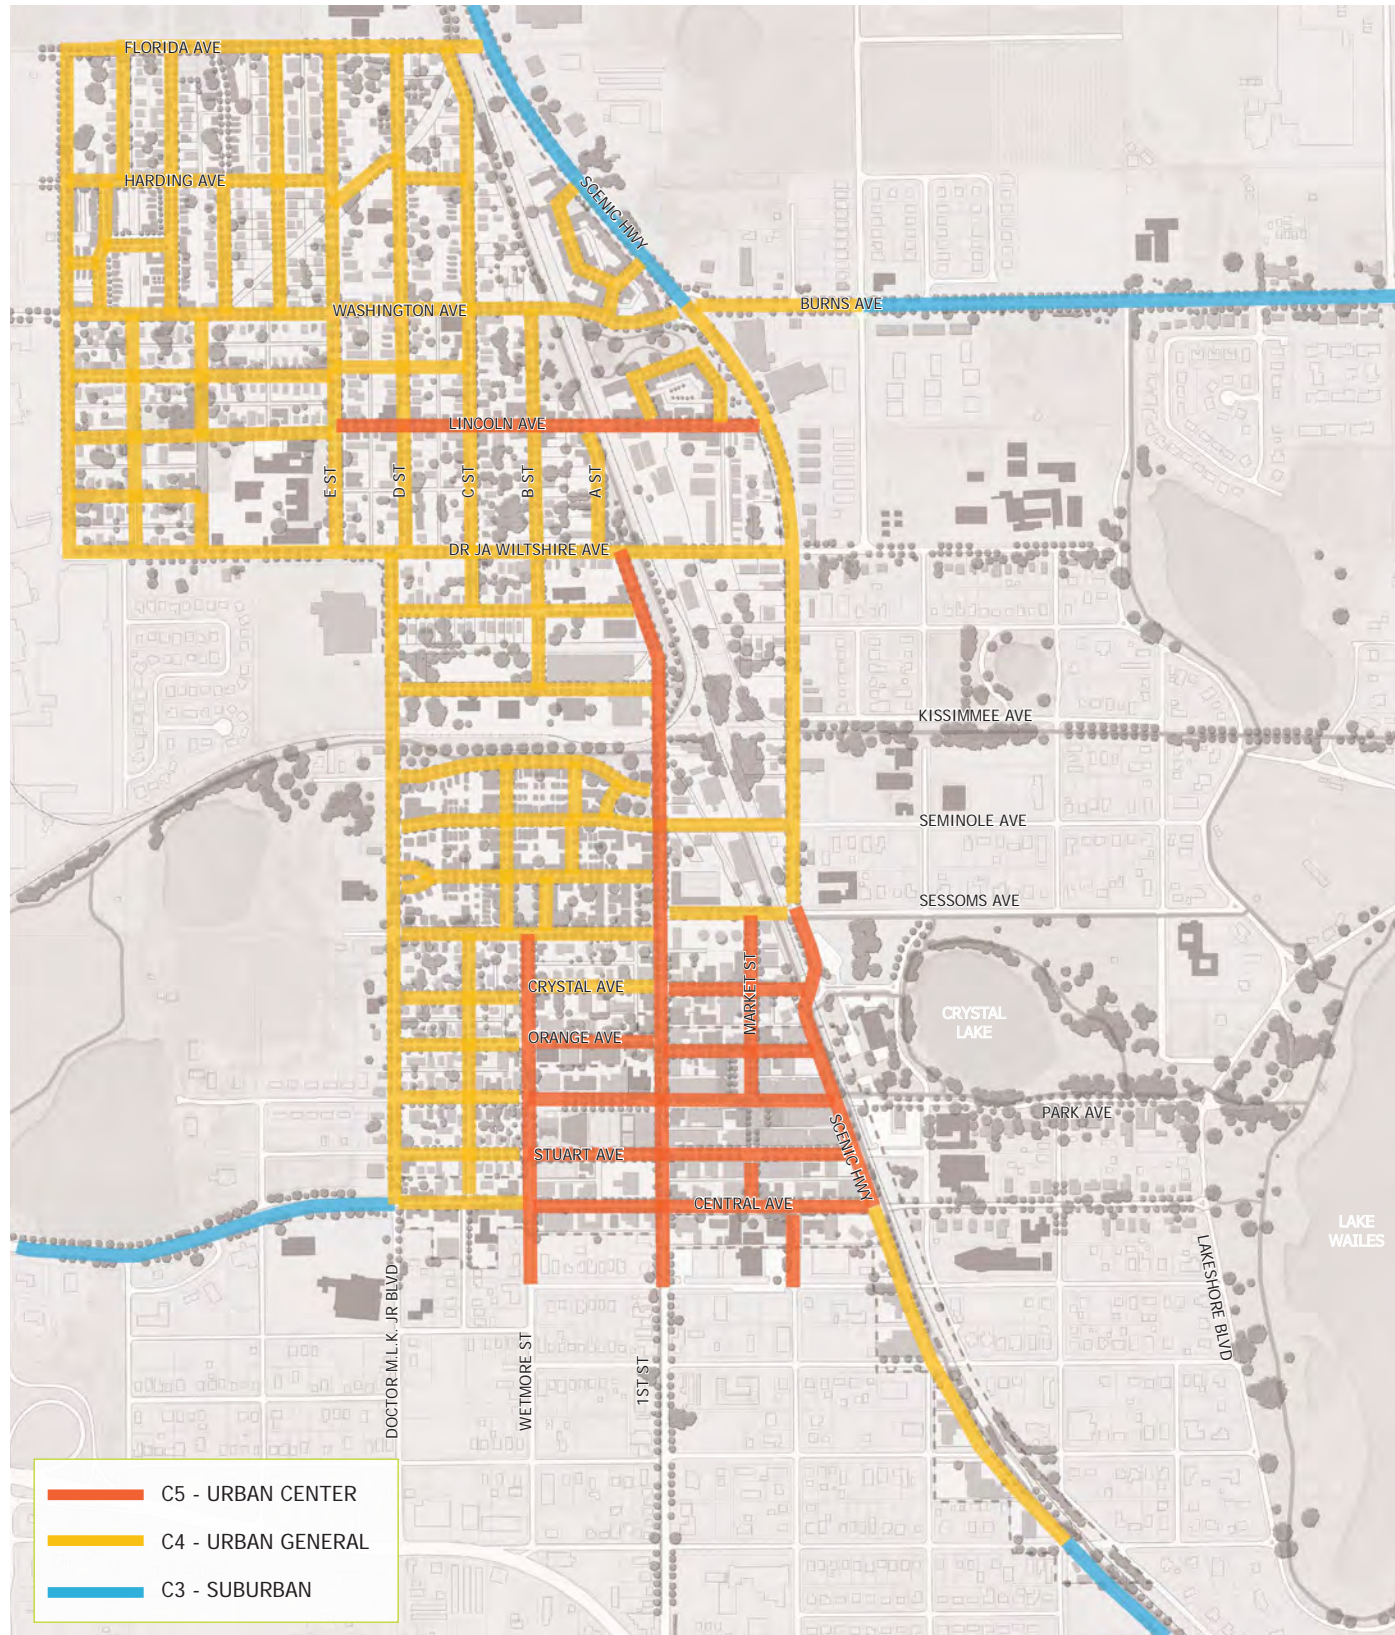 FLORIDA AVE
HARDING AVE
SCENIC HWY
WASHINGTON AVE
BURNS AVE
LINCOLN AVE
E ST
D ST
C ST
B ST
A ST
DR JA WILTSHIRE AVE
KISSIMMEE AVE
SEMINOLE AVE
SESSOMS AVE
CRYSTAL AVE
MARKET ST
CRYSTAL
LAKE
ORANGE AVE
PARK AVE
STUART AVE
SCENIC HWY
CENTRAL AVE
LAKE
WAILES
LAKESHORE BLVD
DOCTOR M.L.K. JR BLVD
WETMORE ST
1ST ST
C5 - URBAN CENTER
C4 - URBAN GENERAL
C3 - SUBURBAN